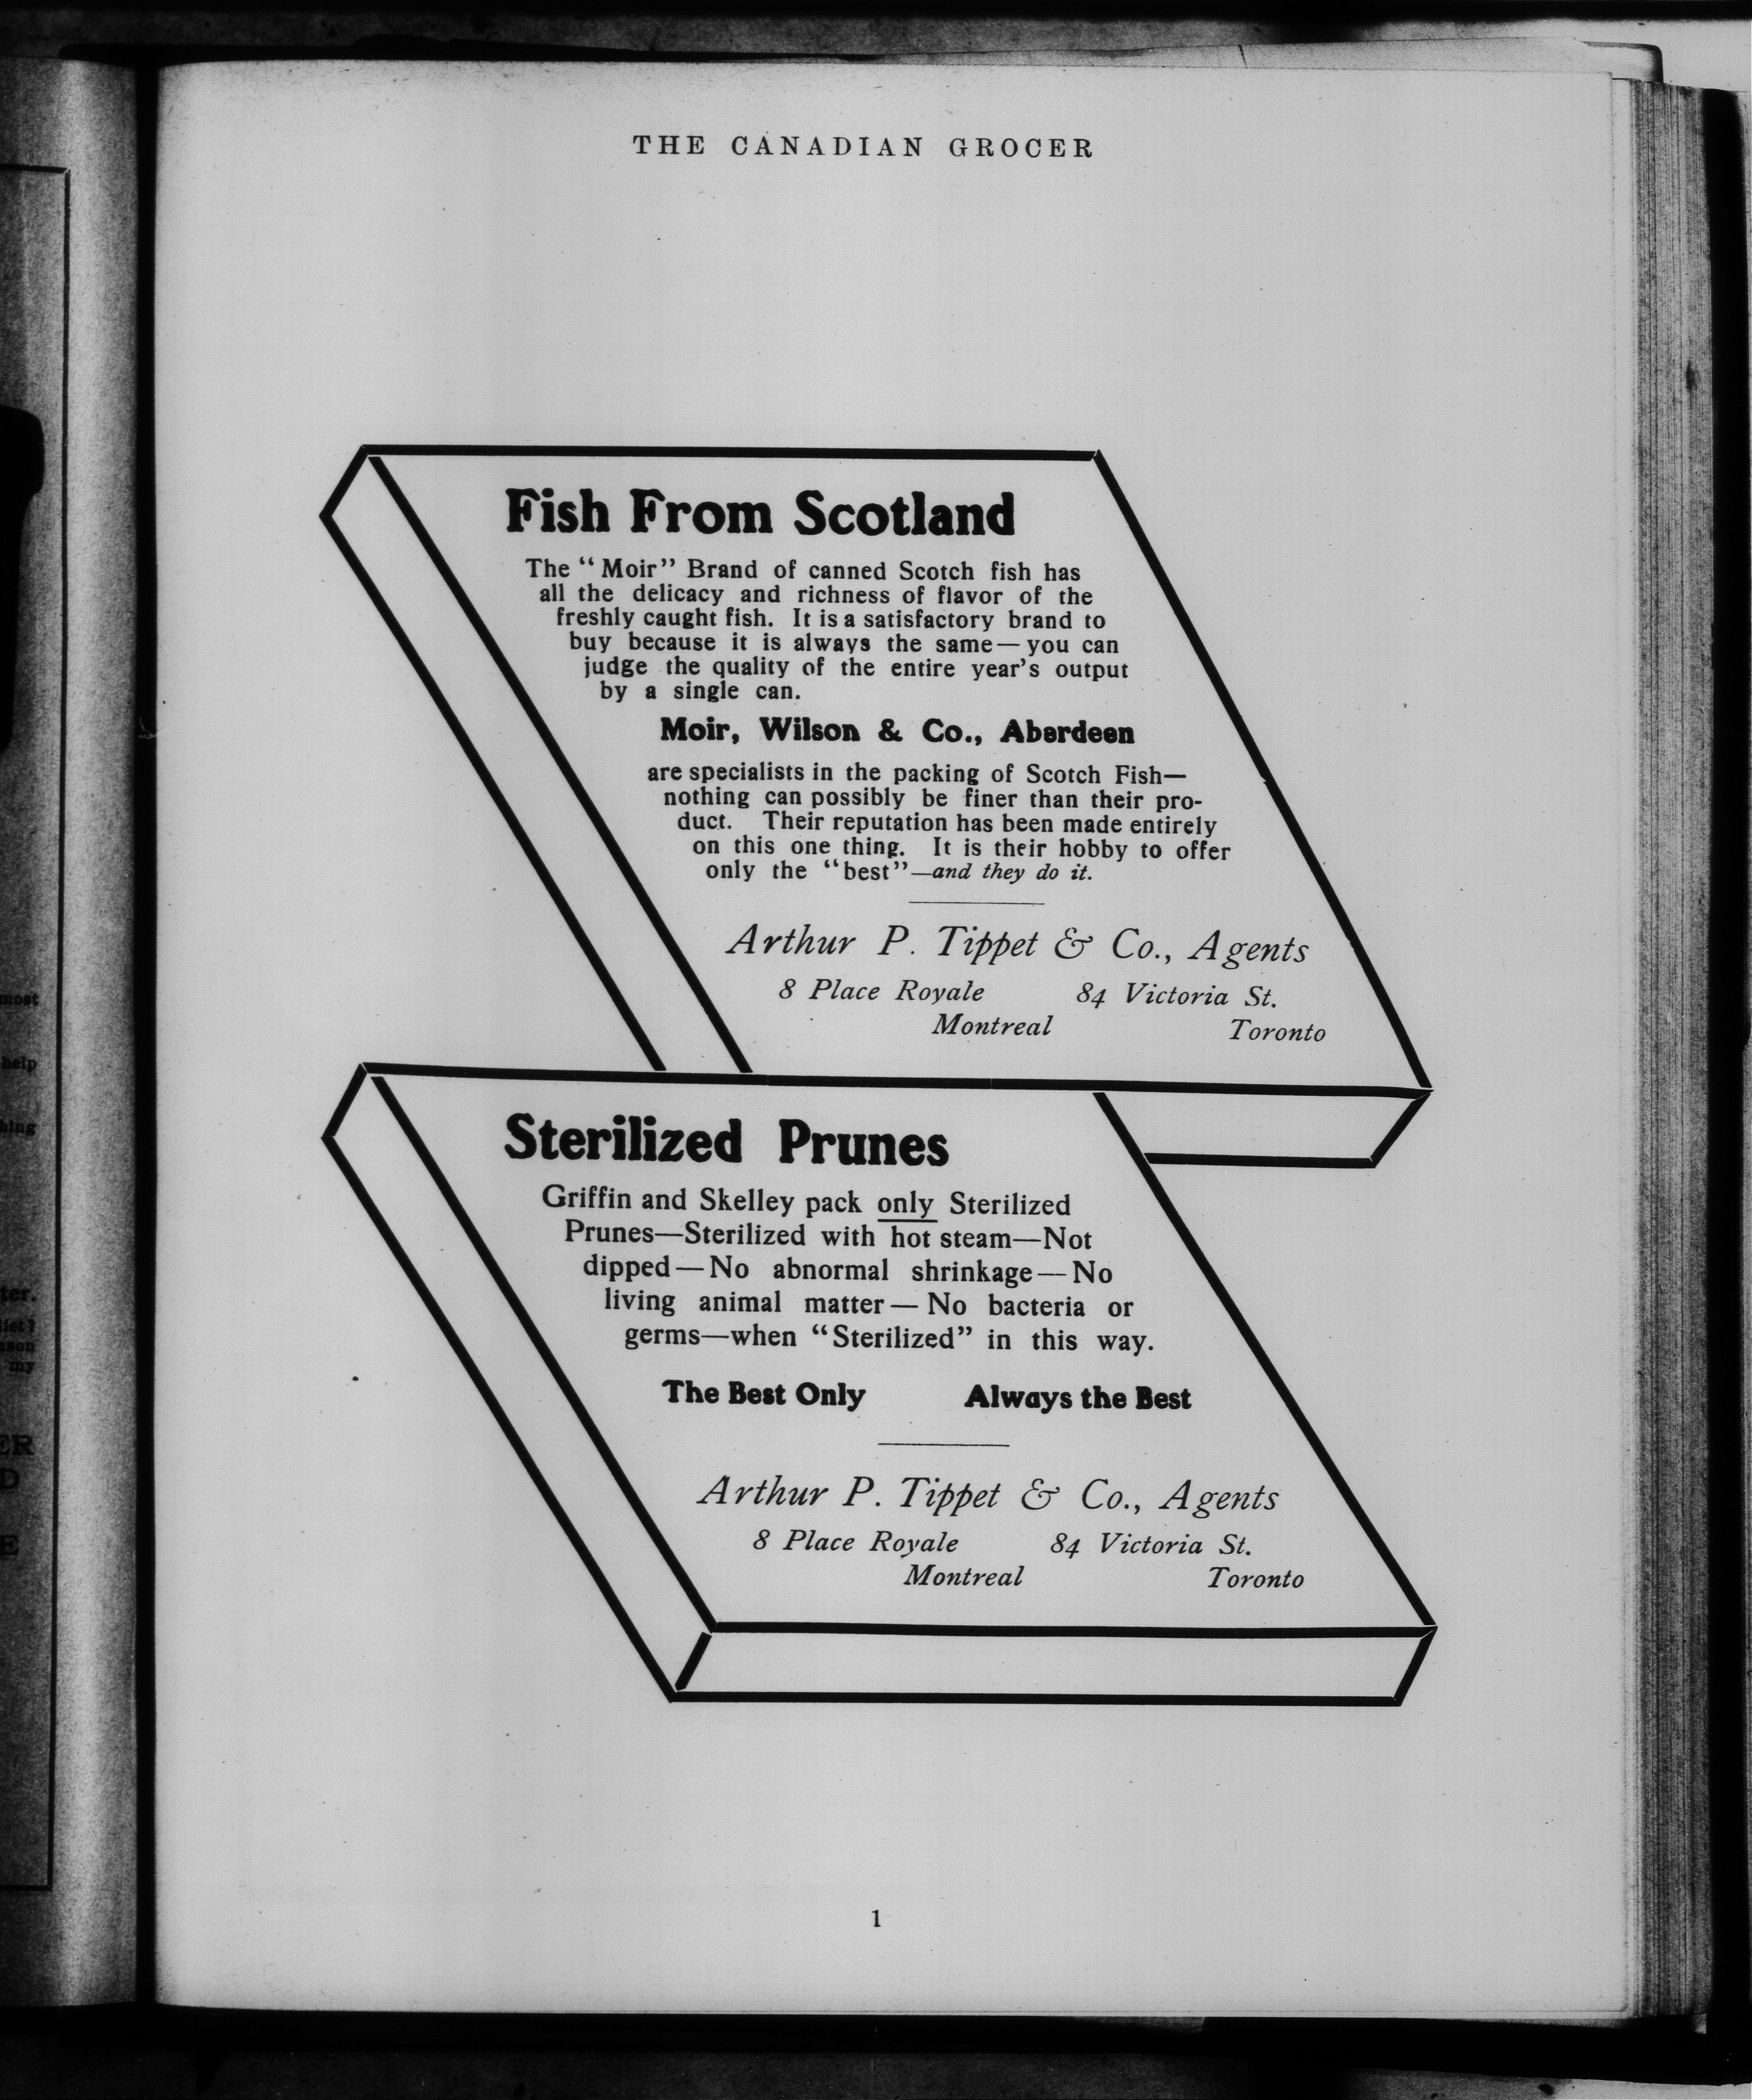 THE CANADIAN GROCER
Fish From Scotland
The "Moir" Brand of canned Scotch fish has
all the delicacy and richness of flavor of the
freshly caught fish. It is a satisfactory brand to
buy because it is always the same—you can
judge the quality of the entire year's output
by a single can.
Moir, Wilson & Co., Aberdeen
are specialists in the packing of Scotch Fish—
nothing can possibly be finer than their pro-
duct. Their reputation has been made entirely
on this one thing. It is their hobby to offer
only the "best"—and they do it.
Arthur P. Tippet & Co., Agents
8 Place Royale 84 Victoria St.
Montreal Toronto
Sterilized Prunes
Griffin and Skelley pack only Sterilized
Prunes—Sterilized with hot steam—Not
dipped—No abnormal shrinkage—No
living animal matter—No bacteria or
germs—when "Sterilized" in this way.
The Best Only Always the Best
Arthur P. Tippet & Co., Agents
8 Place Royale 84 Victoria St.
Montreal Toronto
1
most
help
my